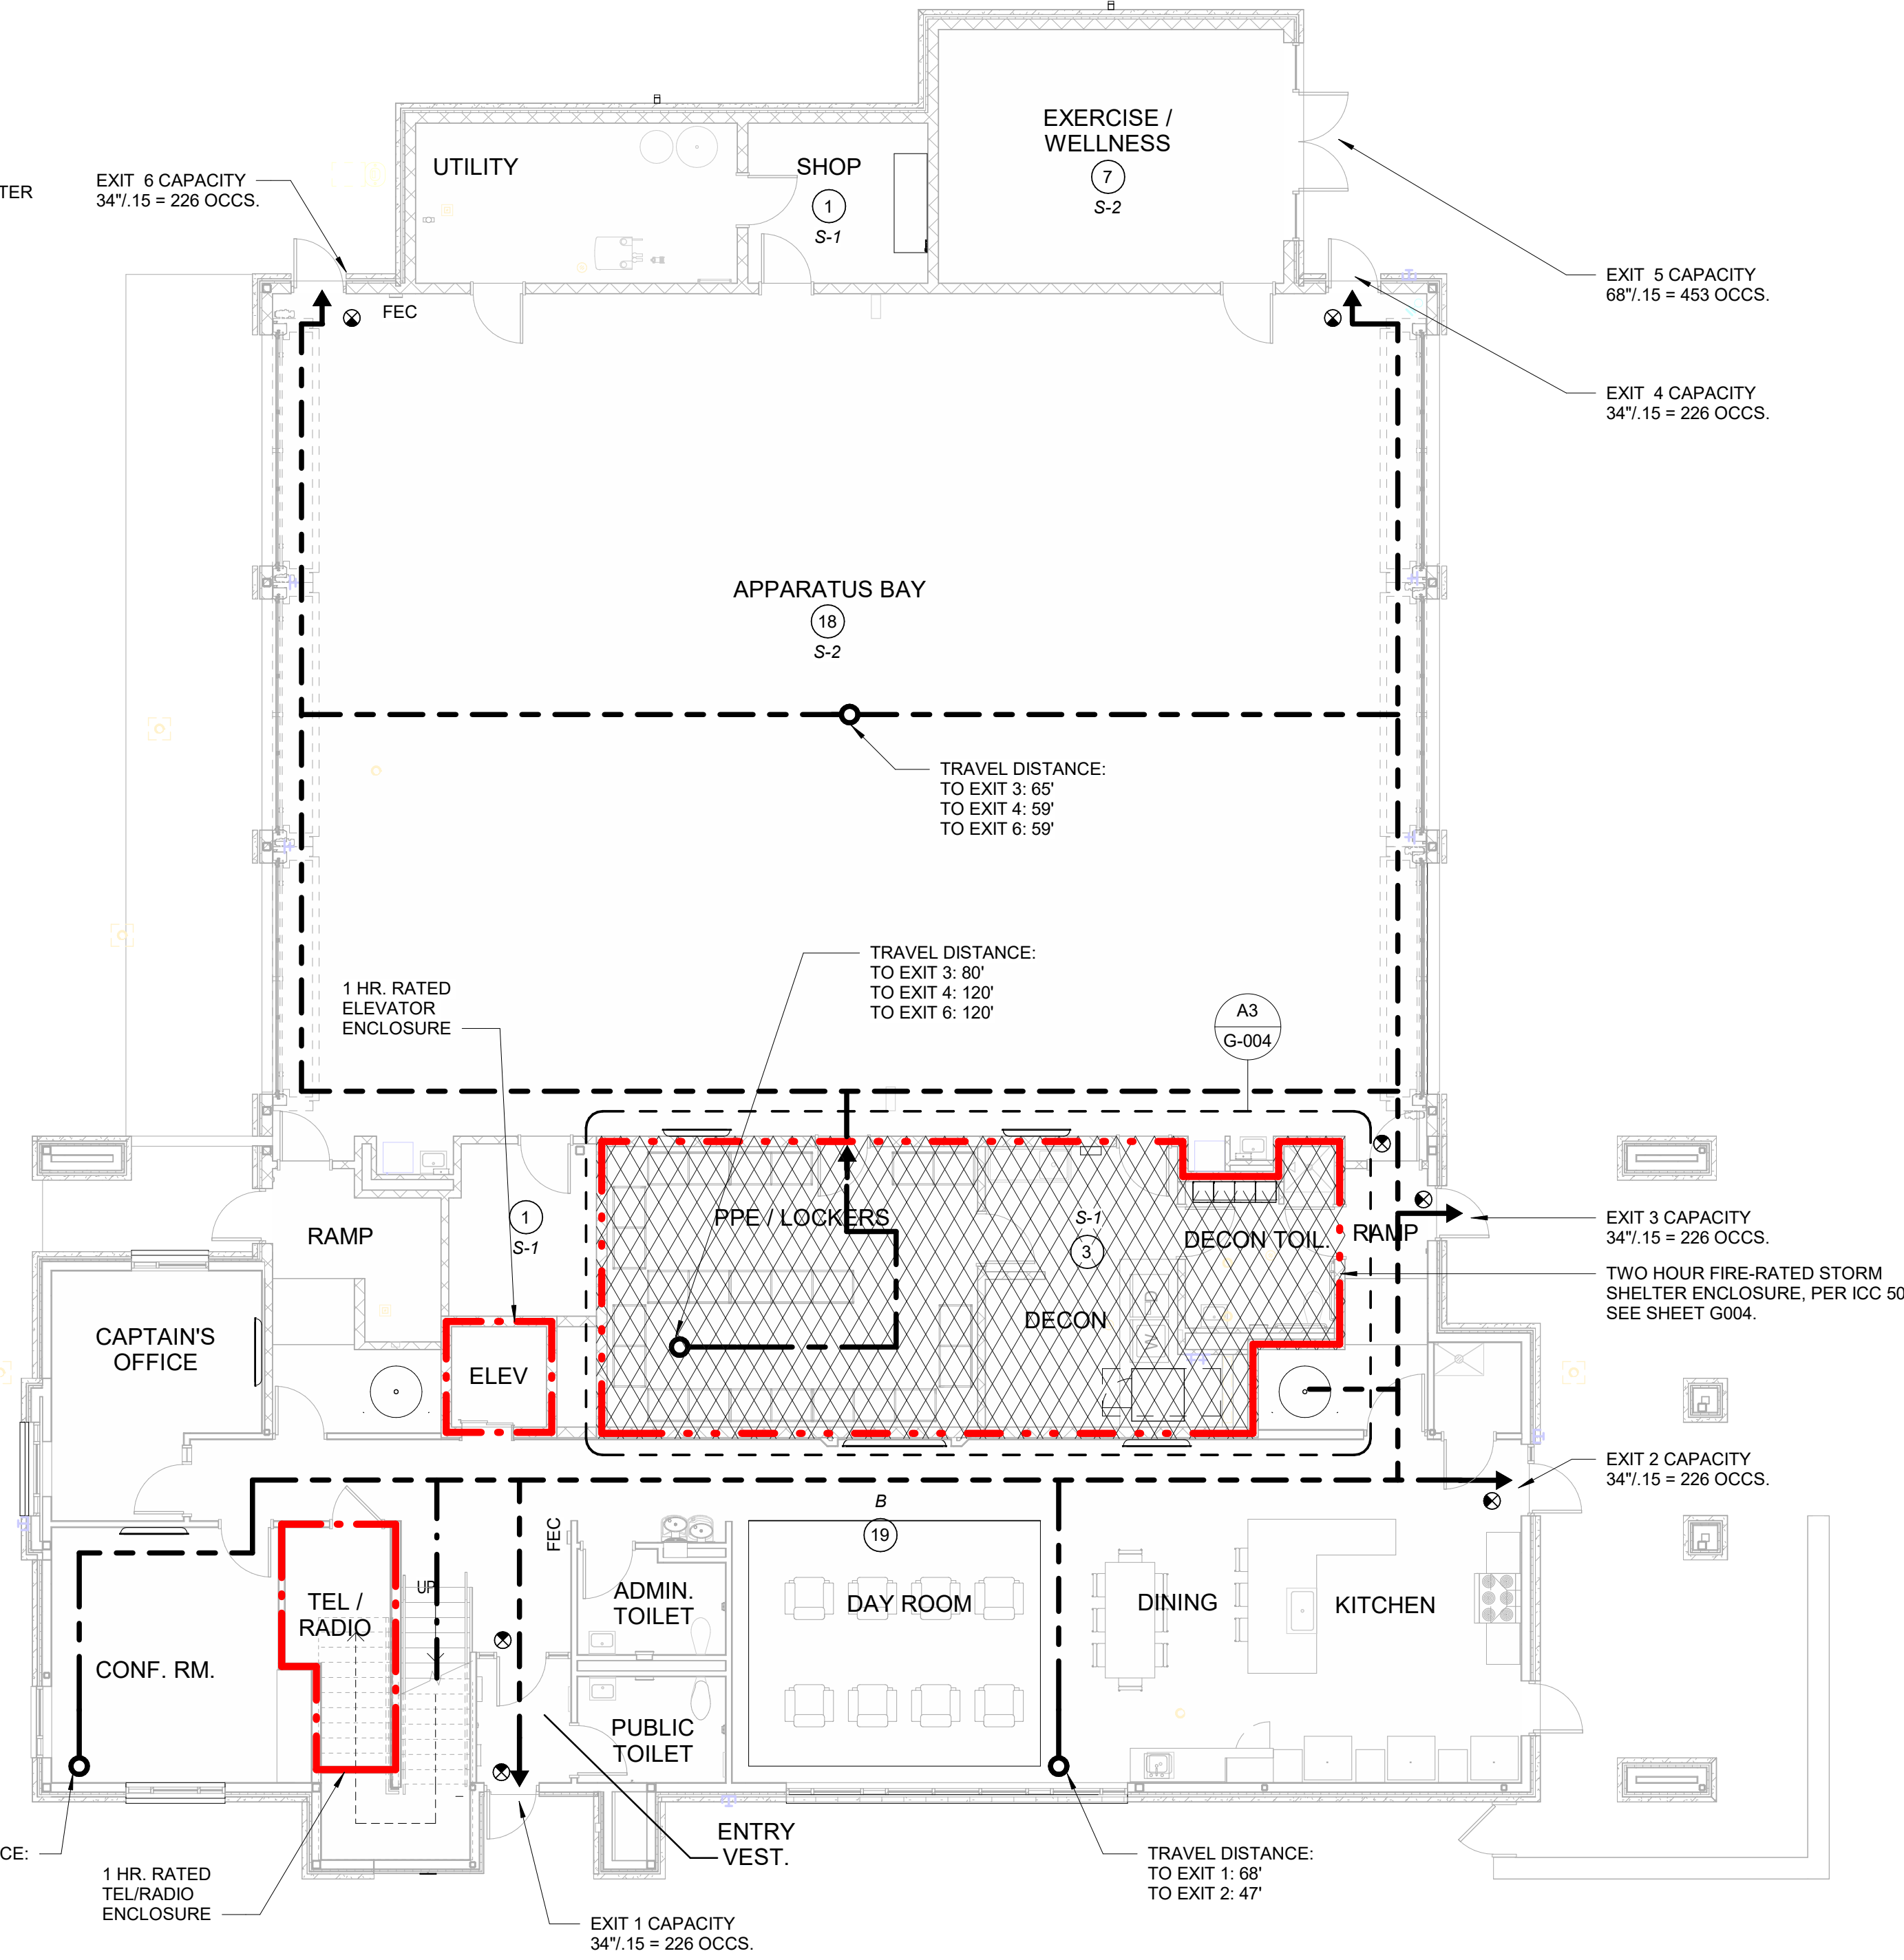 EXERCISE /
WELLNESS
7
S-2
UTILITY
SHOP
1
S-1
TER
EXIT  6 CAPACITY
34"/.15 = 226 OCCS.
EXIT  5 CAPACITY
68"/.15 = 453 OCCS.
FEC
EXIT  4 CAPACITY
34"/.15 = 226 OCCS.
APPARATUS BAY
18
S-2
TRAVEL DISTANCE:
TO EXIT 3: 65'
TO EXIT 4: 59'
TO EXIT 6: 59'
TRAVEL DISTANCE:
TO EXIT 3: 80'
TO EXIT 4: 120'
TO EXIT 6: 120'
1 HR. RATED
ELEVATOR
ENCLOSURE
A3
G-004
RAMP
1
S-1
PPE / LOCKERS
S-1
3
DECON TOIL.
RAMP
EXIT 3 CAPACITY
34"/.15 = 226 OCCS.
TWO HOUR FIRE-RATED STORM
SHELTER ENCLOSURE, PER ICC 50
SEE SHEET G004.
CAPTAIN'S
OFFICE
ELEV
DECON
W
D
EXIT 2 CAPACITY
34"/.15 = 226 OCCS.
B
19
FEC
UP
TEL /
RADIO
ADMIN.
TOILET
DAY ROOM
DINING
KITCHEN
CONF. RM.
PUBLIC
TOILET
ENTRY
VEST.
CE:
1 HR. RATED
TEL/RADIO
ENCLOSURE
TRAVEL DISTANCE:
TO EXIT 1: 68'
TO EXIT 2: 47'
EXIT 1 CAPACITY
34"/.15 = 226 OCCS.